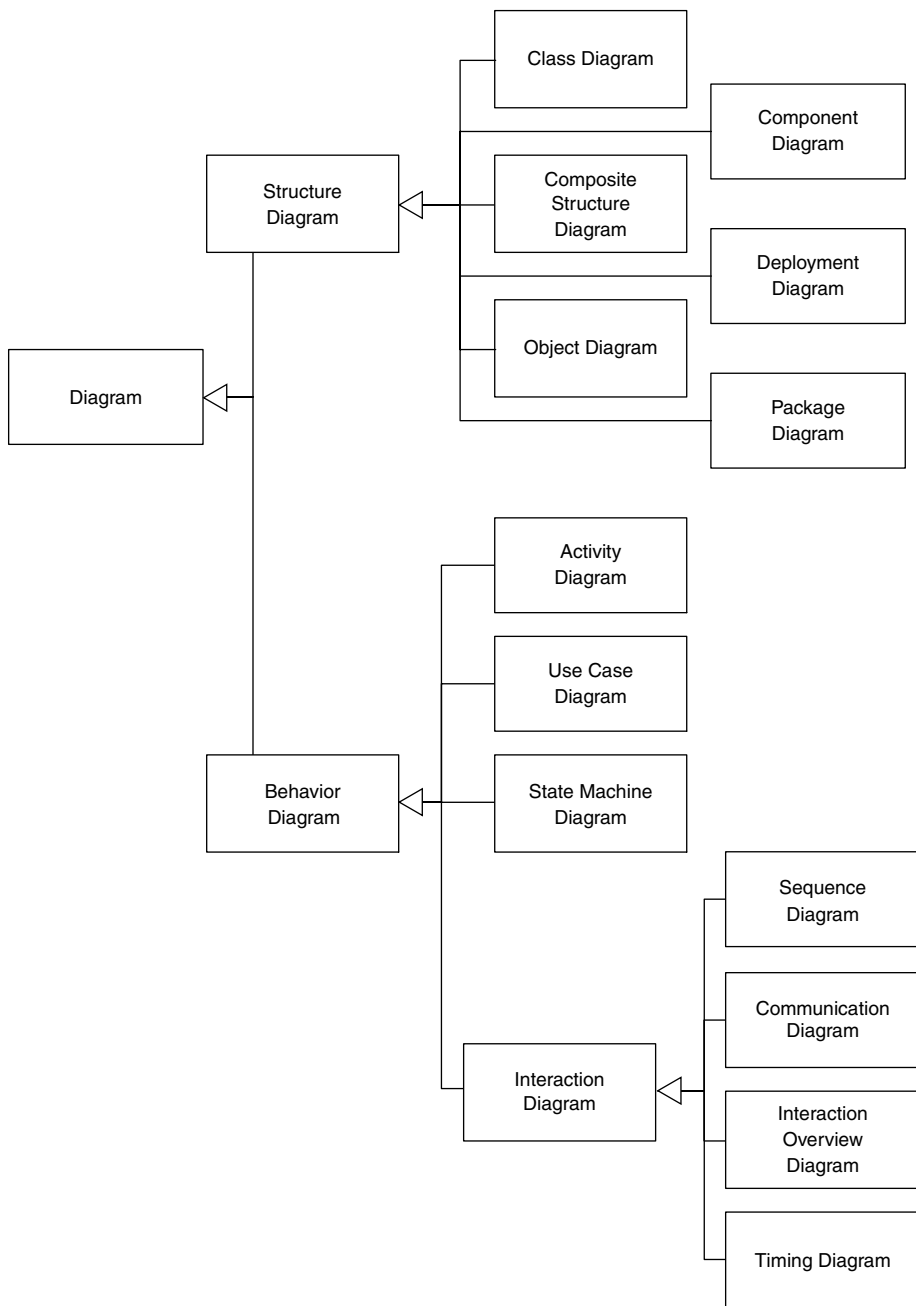 Class Diagram
Component
Diagram
Structure
Diagram
Composite
Structure
Diagram
Deployment
Diagram
Object Diagram
Diagram
Package
Diagram
Activity
Diagram
Use Case
Diagram
Behavior
Diagram
State Machine
Diagram
Sequence
Diagram
Communication
Diagram
Interaction
Diagram
Interaction
Overview
Diagram
Timing Diagram